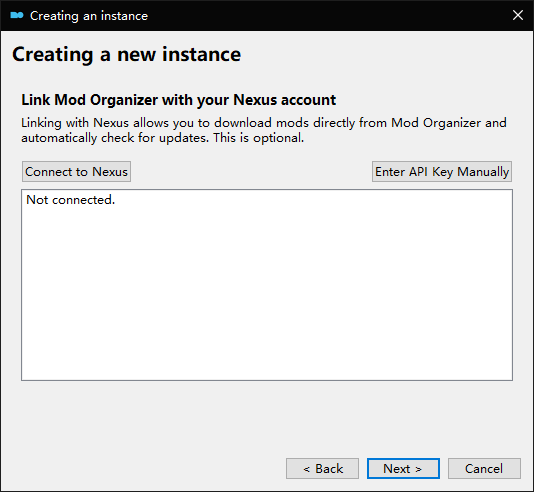 Creating an instance
Creating a new instance
Link Mod Organizer with your Nexus account
Linking with Nexus allows you to download mods directly from Mod Organizer and
automatically check for updates. This is optional.
Connect to Nexus
Enter API Key Manually
Not connected.
< Back
Next >
Cancel